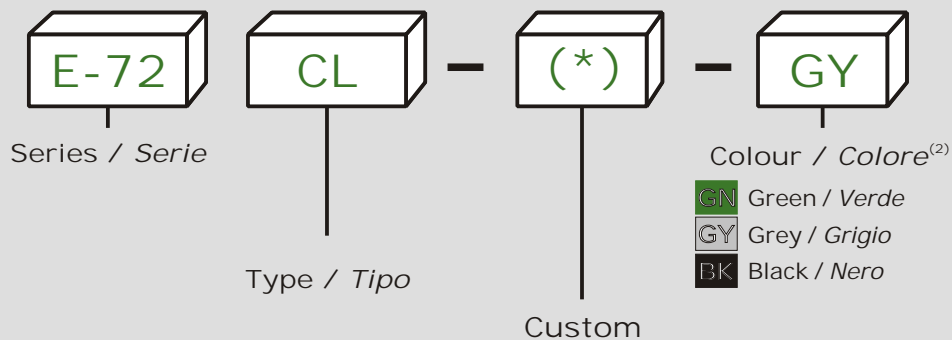 E-72 CL - (*) - GY
Series / Serie
Colour / Colore(2)
GN Green / Verde
GY Grey / Grigio
BK Black / Nero
Type / Tipo
Custom